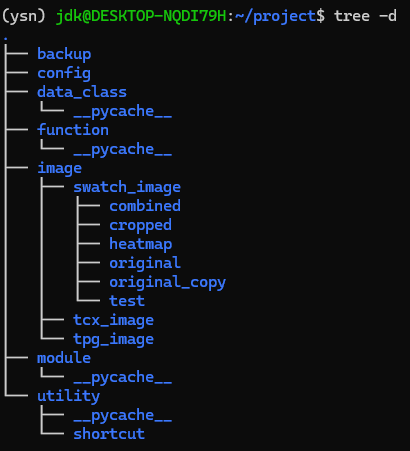 (ysn) jdk@DESKTOP-NQDI79H:~/project$ tree -d
.
├── backup
├── config
├── data_class
│   └── __pycache__
├── function
│   └── __pycache__
├── image
│   ├── swatch_image
│   │   ├── combined
│   │   ├── cropped
│   │   ├── heatmap
│   │   ├── original
│   │   ├── original_copy
│   │   └── test
│   ├── tcx_image
│   └── tpg_image
├── module
│   └── __pycache__
└── utility
    ├── __pycache__
    └── shortcut